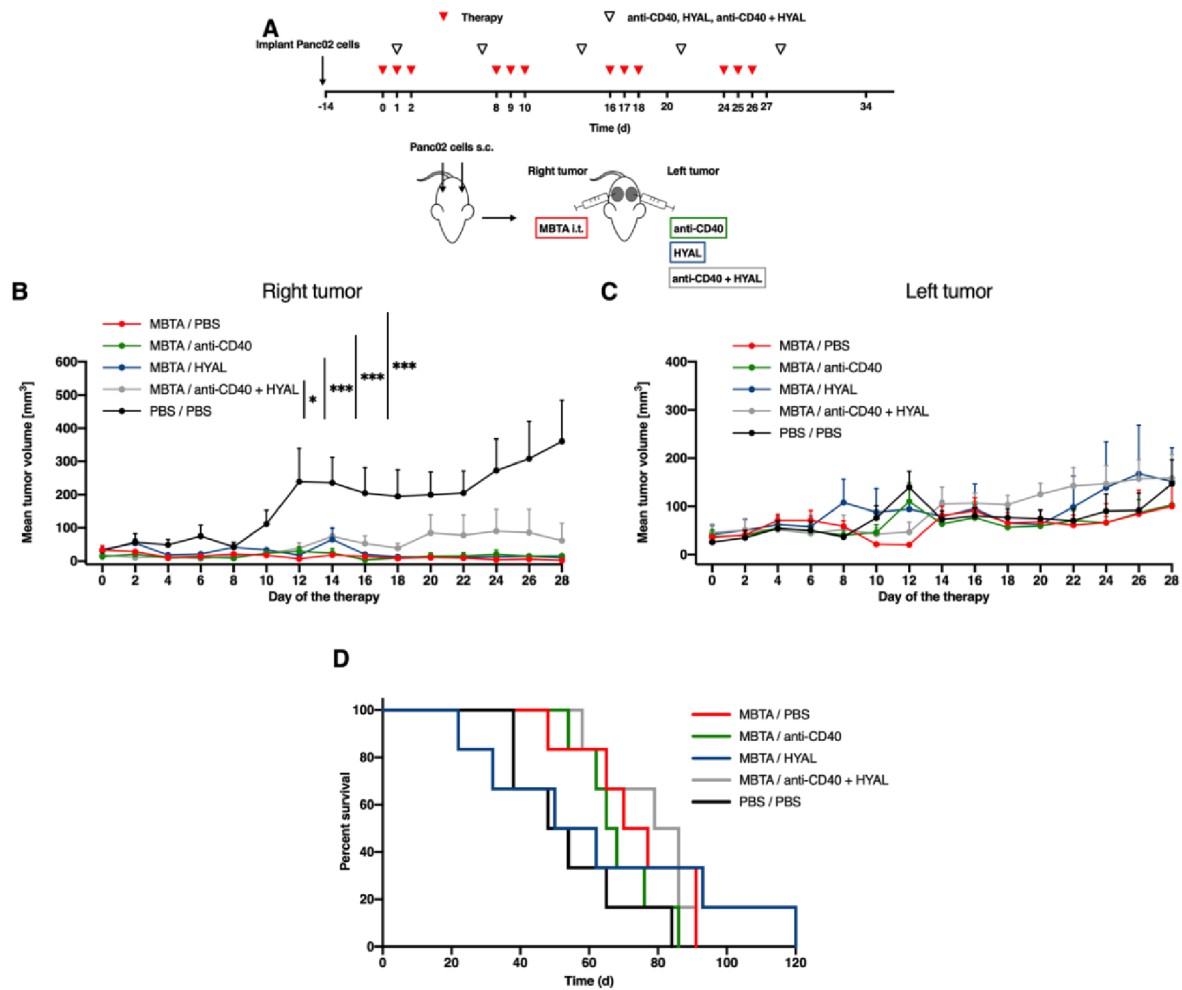 A
Therapy
anti-CD40, HYAL, anti-CD40 + HYAL
Implant Panc02 cells
-14 0 1 2 8 9 10 16 17 18 20 24 25 26 27 34
Time (d)
Panc02 cells s.c.
Right tumor
Left tumor
MBTA i.t.
anti-CD40
HYAL
anti-CD40 + HYAL
B
Right tumor
MBTA / PBS
MBTA / anti-CD40
MBTA / HYAL
MBTA / anti-CD40 + HYAL
PBS / PBS
* *** *** ***
Mean tumor volume [mm³]
600
500
400
300
200
100
0
0 2 4 6 8 10 12 14 16 18 20 22 24 26 28
Day of the therapy
C
Left tumor
MBTA / PBS
MBTA / anti-CD40
MBTA / HYAL
MBTA / anti-CD40 + HYAL
PBS / PBS
Mean tumor volume [mm³]
400
300
200
100
0
0 2 4 6 8 10 12 14 16 18 20 22 24 26 28
Day of the therapy
D
MBTA / PBS
MBTA / anti-CD40
MBTA / HYAL
MBTA / anti-CD40 + HYAL
PBS / PBS
Percent survival
100
80
60
40
20
0
0 20 40 60 80 100 120
Time (d)